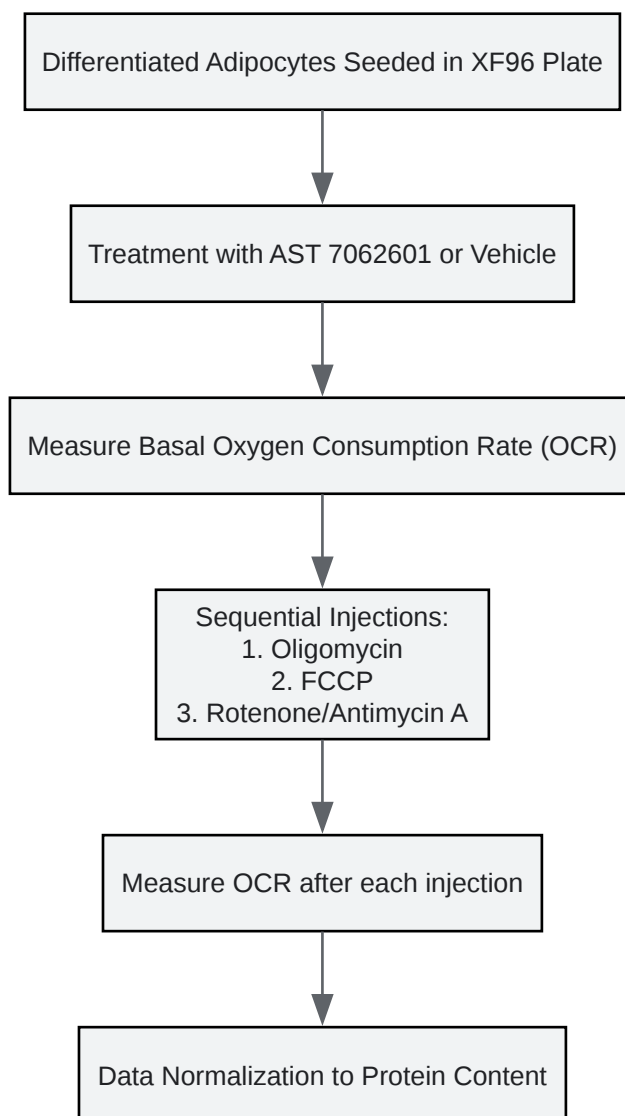 Differentiated Adipocytes Seeded in XF96 Plate
Treatment with AST 7062601 or Vehicle
Measure Basal Oxygen Consumption Rate (OCR)
Sequential Injections:
1. Oligomycin
2. FCCP
3. Rotenone/Antimycin A
Measure OCR after each injection
Data Normalization to Protein Content